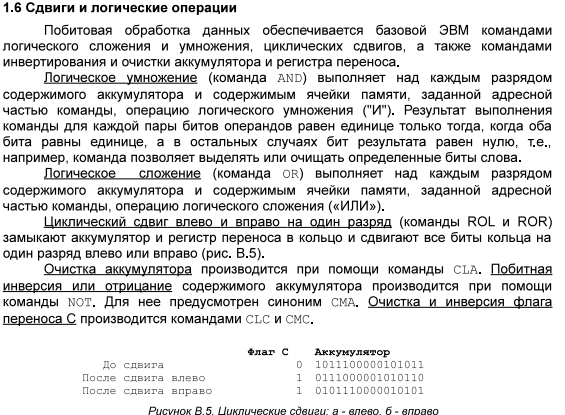 1.6 Сдвиги и логические операции
Побитовая обработка данных обеспечивается базовой ЭВМ командами
логического сложения и умножения, циклических сдвигов, а также командами
инвертирования и очистки аккумулятора и регистра переноса.
Логическое умножение (команда AND) выполняет над каждым разрядом
содержимого аккумулятора и содержимым ячейки памяти, заданной адресной
частью команды, операцию логического умножения ("И"). Результат выполнения
команды для каждой пары битов операндов равен единице только тогда, когда оба
бита равны единице, а в остальных случаях бит результата равен нулю, т.е.,
например, команда позволяет выделять или очищать определенные биты слова.
Логическое сложение (команда OR) выполняет над каждым разрядом
содержимого аккумулятора и содержимым ячейки памяти, заданной адресной
частью команды, операцию логического сложения («ИЛИ»).
Циклический сдвиг влево и вправо на один разряд (команды ROL и ROR)
замыкают аккумулятор и регистр переноса в кольцо и сдвигают все биты кольца на
один разряд влево или вправо (рис. В.5).
Очистка аккумулятора производится при помощи команды CLA. Побитная
инверсия или отрицание содержимого аккумулятора производится при помощи
команды NOT. Для нее предусмотрен синоним CMA. Очистка и инверсия флага
переноса С производится командами CLC и CMC.
Флаг С Аккумулятор
До сдвига 0 1011100000101011
После сдвига влево 1 0111000001010110
После сдвига вправо 1 0101110000010101
Рисунок В.5. Циклические сдвиги: а - влево, б - вправо